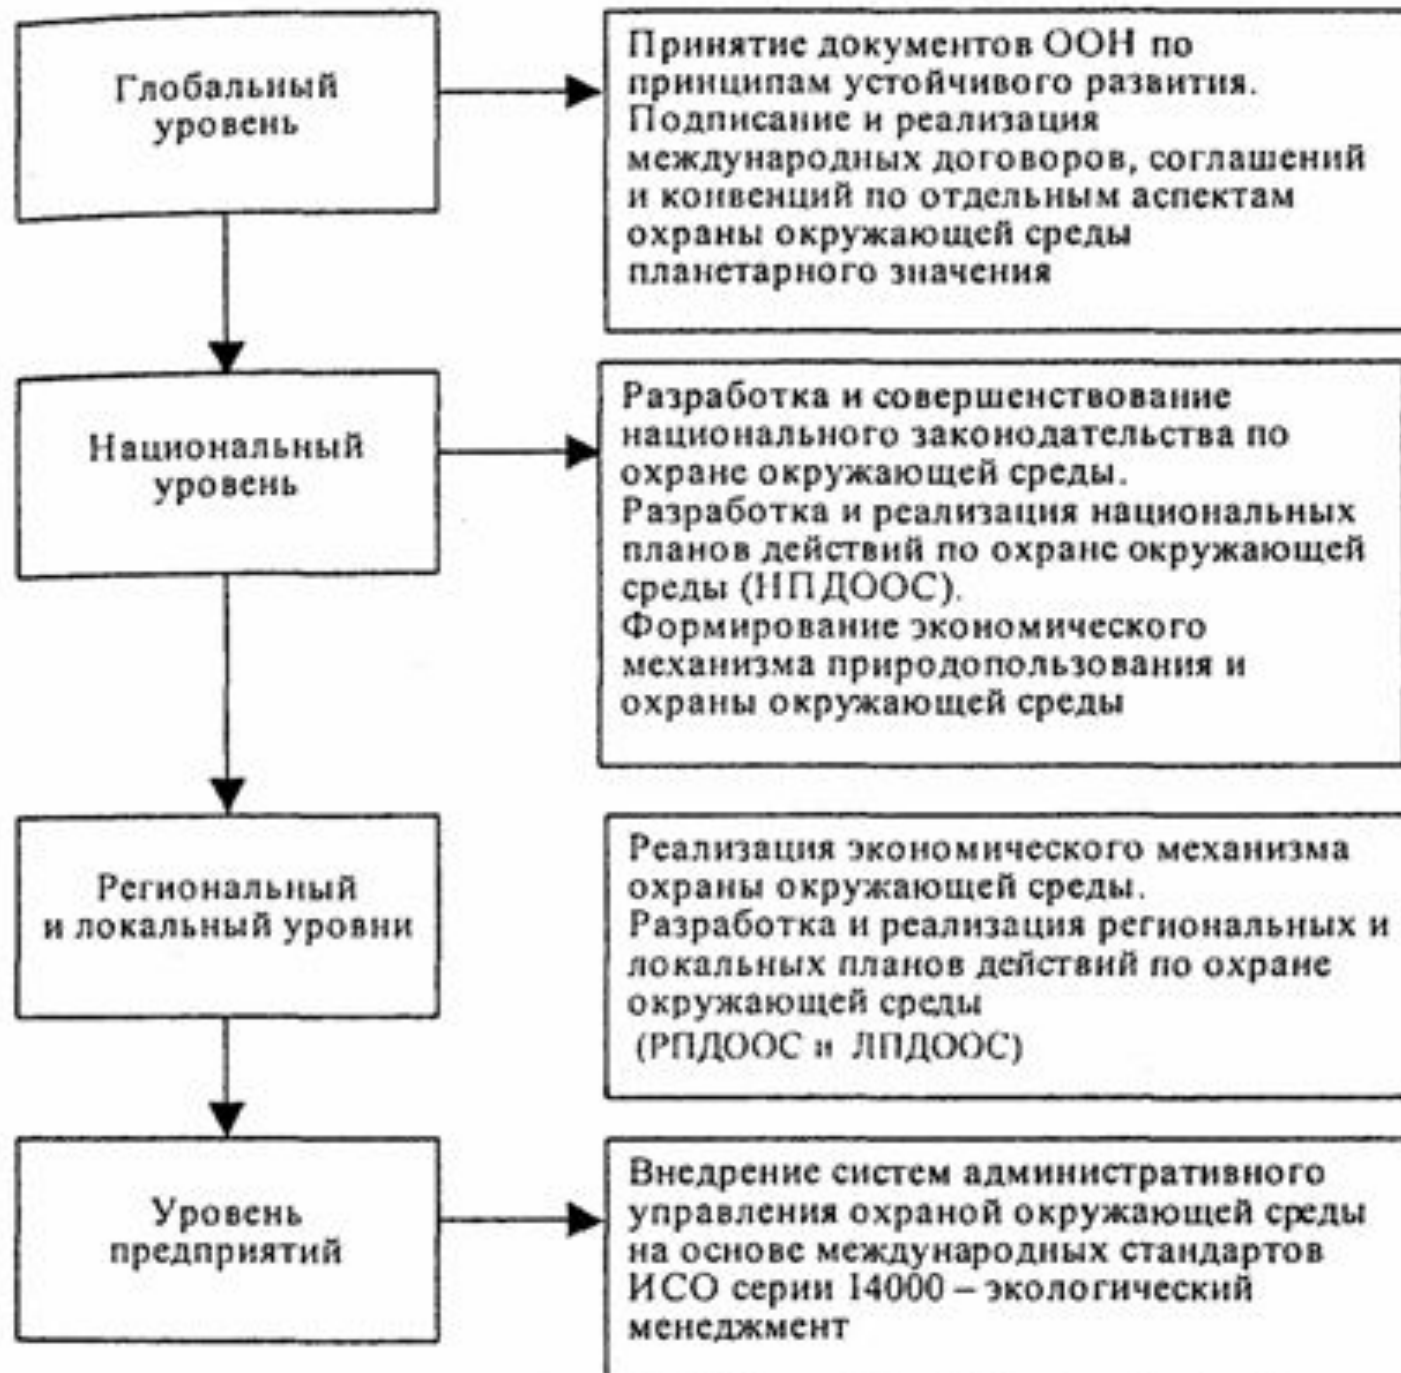 Глобальный
уровень
Принятие документов ООН по
принципам устойчивого развития.
Подписание и реализация
международных договоров, соглашений
и конвенций по отдельным аспектам
охраны окружающей среды
планетарного значения
Национальный
уровень
Разработка и совершенствование
национального законодательства по
охране окружающей среды.
Разработка и реализация национальных
планов действий по охране окружающей
среды (НПДООС).
Формирование экономического
механизма природопользования и
охраны окружающей среды
Региональный
и локальный уровни
Реализация экономического механизма
охраны окружающей среды.
Разработка и реализация региональных и
локальных планов действий по охране
окружающей среды
(РПДООС и ЛПДООС)
Уровень
предприятий
Внедрение систем административного
управления охраной окружающей среды
на основе международных стандартов
ИСО серии 14000 – экологический
менеджмент